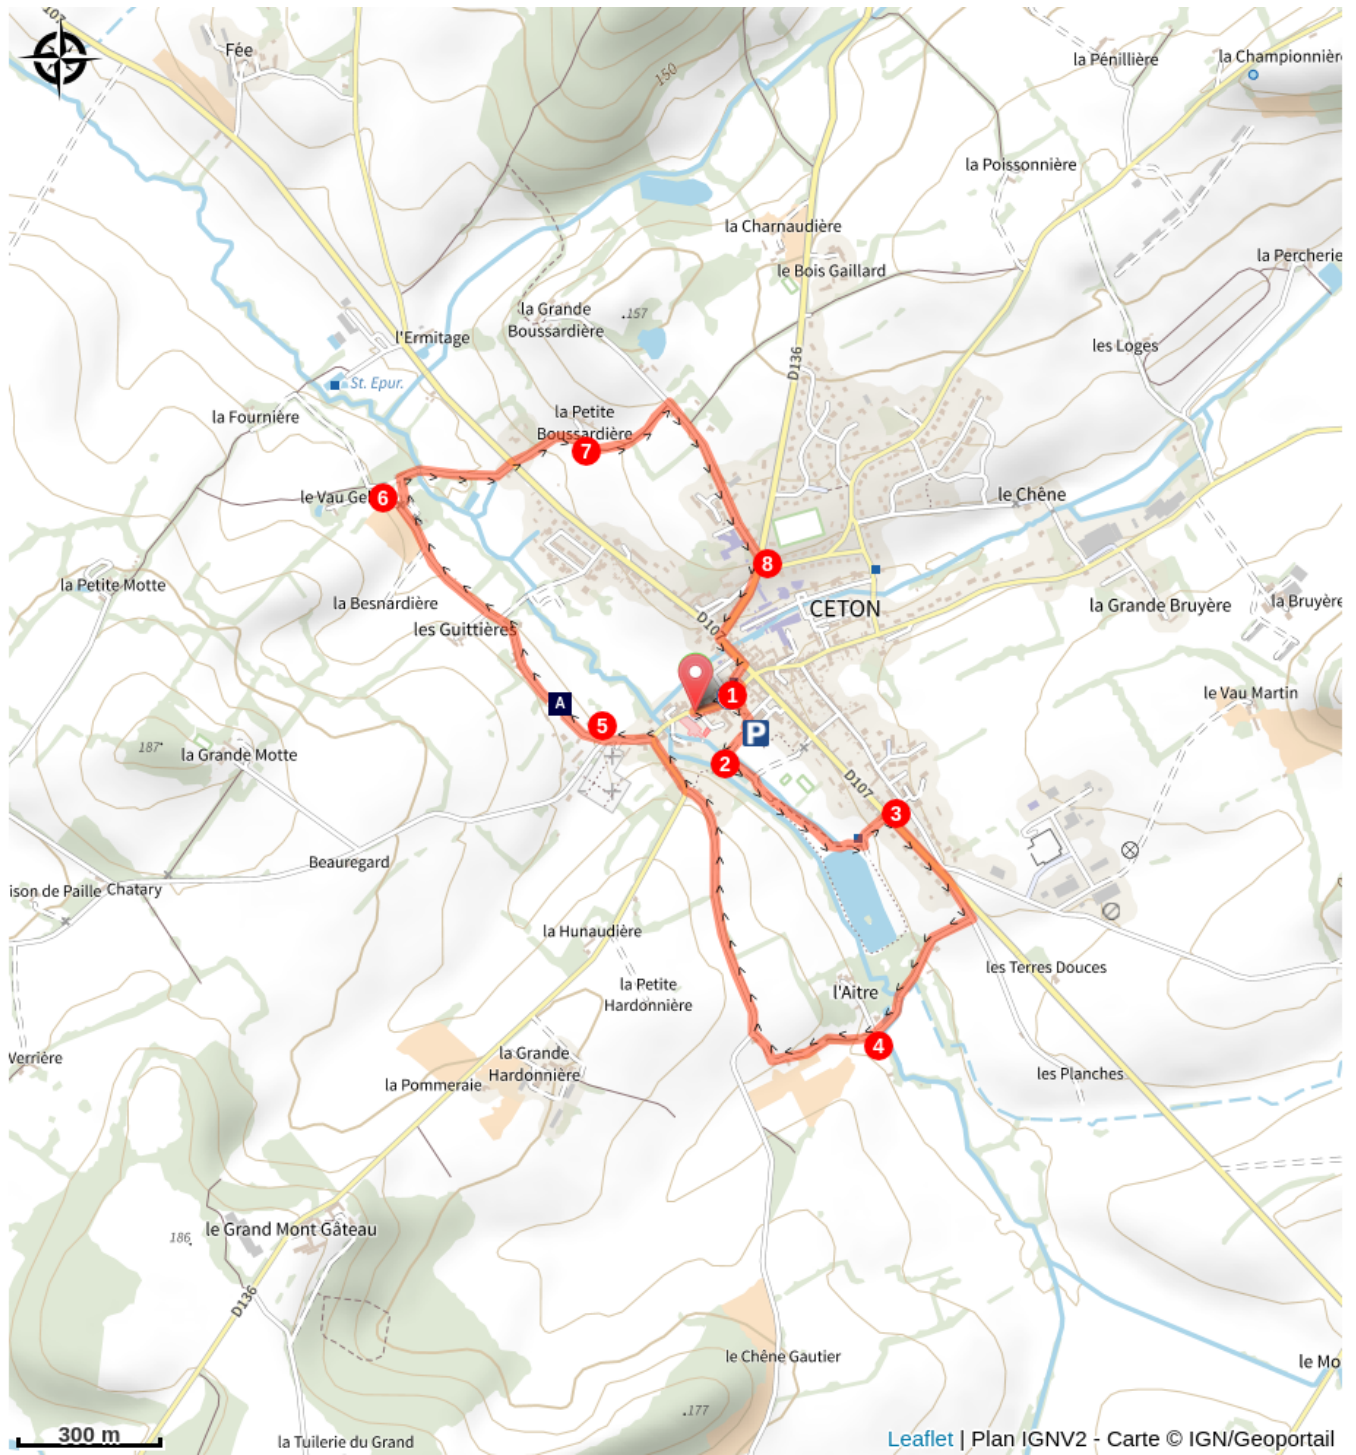 107
Fée
150
la Pénillière
la Championnièr
la Poissonnière
la Charnaudière
le Bois Gaillard
la Percherie
la Grande
Boussardière
157
l'Ermitage
les Loges
D136
St. Epur.
la Fournière
la Petite
Boussardière
7
le Vau Ge
6
le Chêne
8
la Petite Motte
la Besnardière
CETON
la Grande Bruyère
la Bruyère
les Guittières
D107
1
le Vau Martin
A
5
P
187
la Grande Motte
2
D107
3
Beauregard
ison de Paille
Chatary
la Hunaudière
les Terres Douces
la Petite
Hardonnière
l'Aitre
4
Verrière
la Grande
Hardonnière
la Pommeraie
les Planches
le Grand Mont Gâteau
186
D136
le Chêne Gautier
le Mo
177
300 m
la Tuilerie du Grand
Leaflet | Plan IGNV2 - Carte © IGN/Geoportail